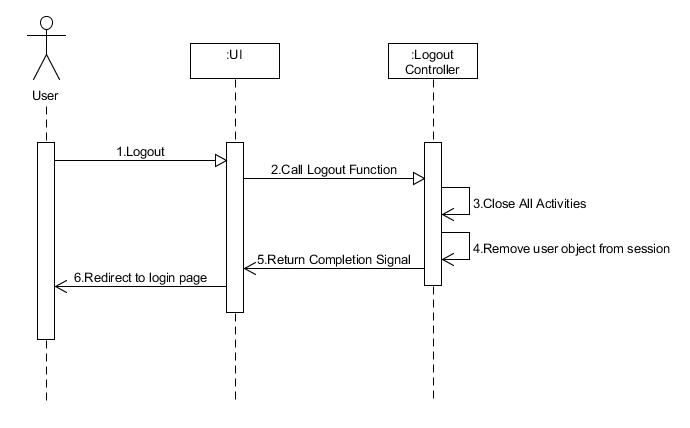 :UI
:Logout
Controller
User
1.Logout
2.Call Logout Function
3.Close All Activities
4.Remove user object from session
5.Return Completion Signal
6.Redirect to login page